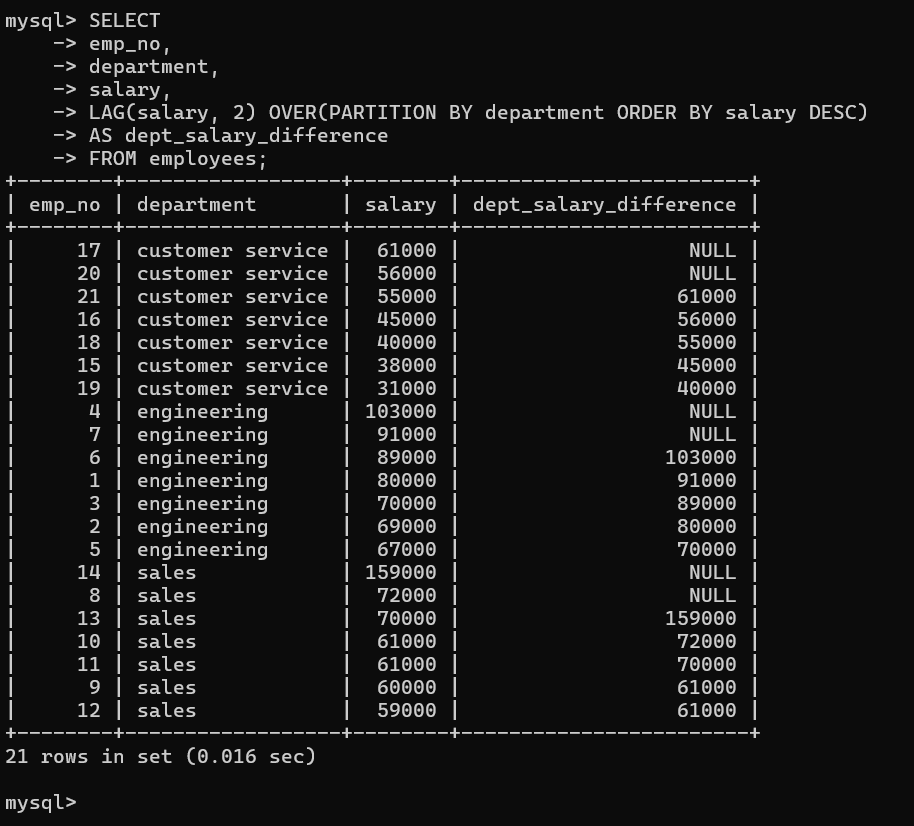 mysql> SELECT
    -> emp_no,
    -> department,
    -> salary,
    -> LAG(salary, 2) OVER(PARTITION BY department ORDER BY salary DESC)
    -> AS dept_salary_difference
    -> FROM employees;
+--------+------------------+--------+------------------------+
| emp_no | department       | salary | dept_salary_difference |
+--------+------------------+--------+------------------------+
|     17 | customer service |  61000 |                   NULL |
|     20 | customer service |  56000 |                   NULL |
|     21 | customer service |  55000 |                  61000 |
|     16 | customer service |  45000 |                  56000 |
|     18 | customer service |  40000 |                  55000 |
|     15 | customer service |  38000 |                  45000 |
|     19 | customer service |  31000 |                  40000 |
|      4 | engineering      | 103000 |                   NULL |
|      7 | engineering      |  91000 |                   NULL |
|      6 | engineering      |  89000 |                 103000 |
|      1 | engineering      |  80000 |                  91000 |
|      3 | engineering      |  70000 |                  89000 |
|      2 | engineering      |  69000 |                  80000 |
|      5 | engineering      |  67000 |                  70000 |
|     14 | sales            | 159000 |                   NULL |
|      8 | sales            |  72000 |                   NULL |
|     13 | sales            |  70000 |                 159000 |
|     10 | sales            |  61000 |                  72000 |
|     11 | sales            |  61000 |                  70000 |
|      9 | sales            |  60000 |                  61000 |
|     12 | sales            |  59000 |                  61000 |
+--------+------------------+--------+------------------------+
21 rows in set (0.016 sec)

mysql>